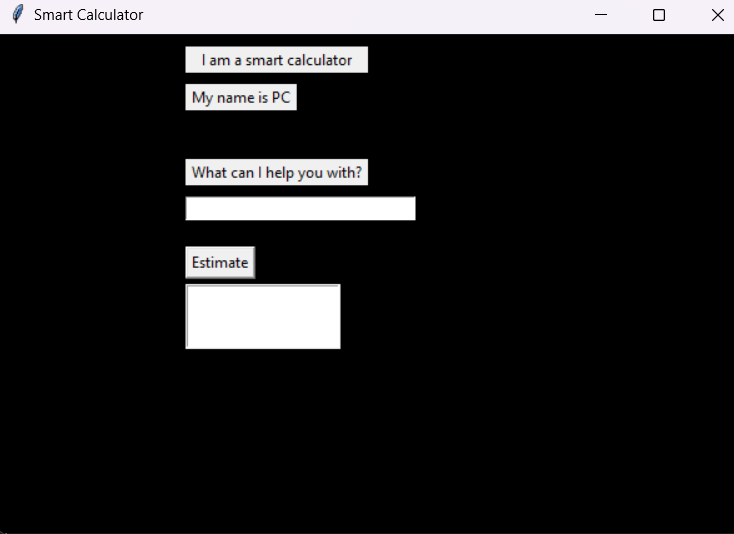 Smart Calculator
I am a smart calculator
My name is PC
What can I help you with?
Estimate